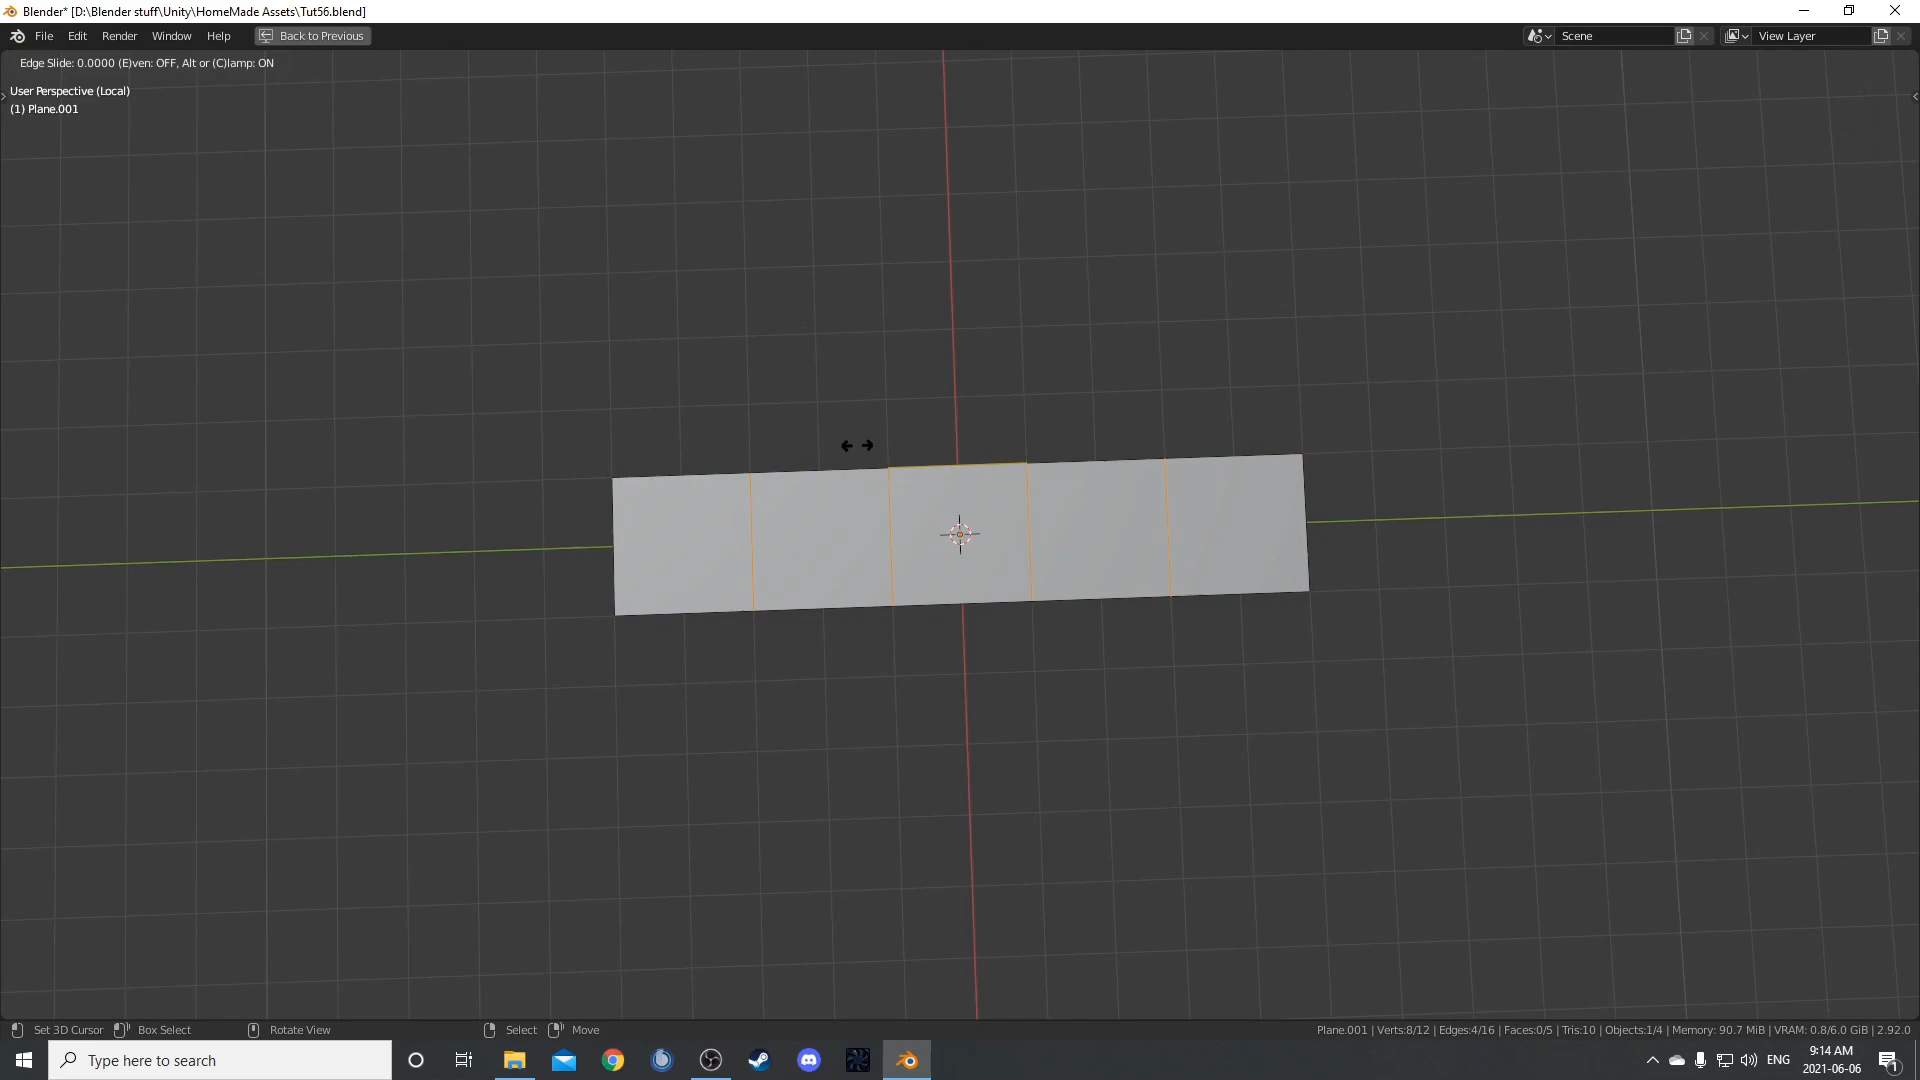 Blender* [D:\Blender stuff\Unity\HomeMade Assets\Tut56.blend]
File Edit Render Window Help Back to Previous Scene View Layer
Edge Slide: 0.0000 (E)ven: OFF, Alt or (C)lamp: ON
User Perspective (Local)
(1) Plane.001
Set 3D Cursor Box Select Rotate View Select Move Plane.001 | Verts:8/12 | Edges:4/16 | Faces:0/5 | Tris:10 | Objects:1/4 | Memory: 90.7 MiB | VRAM: 0.8/6.0 GiB | 2.92.0
Type here to search ENG 9:14 AM
2021-06-06 1